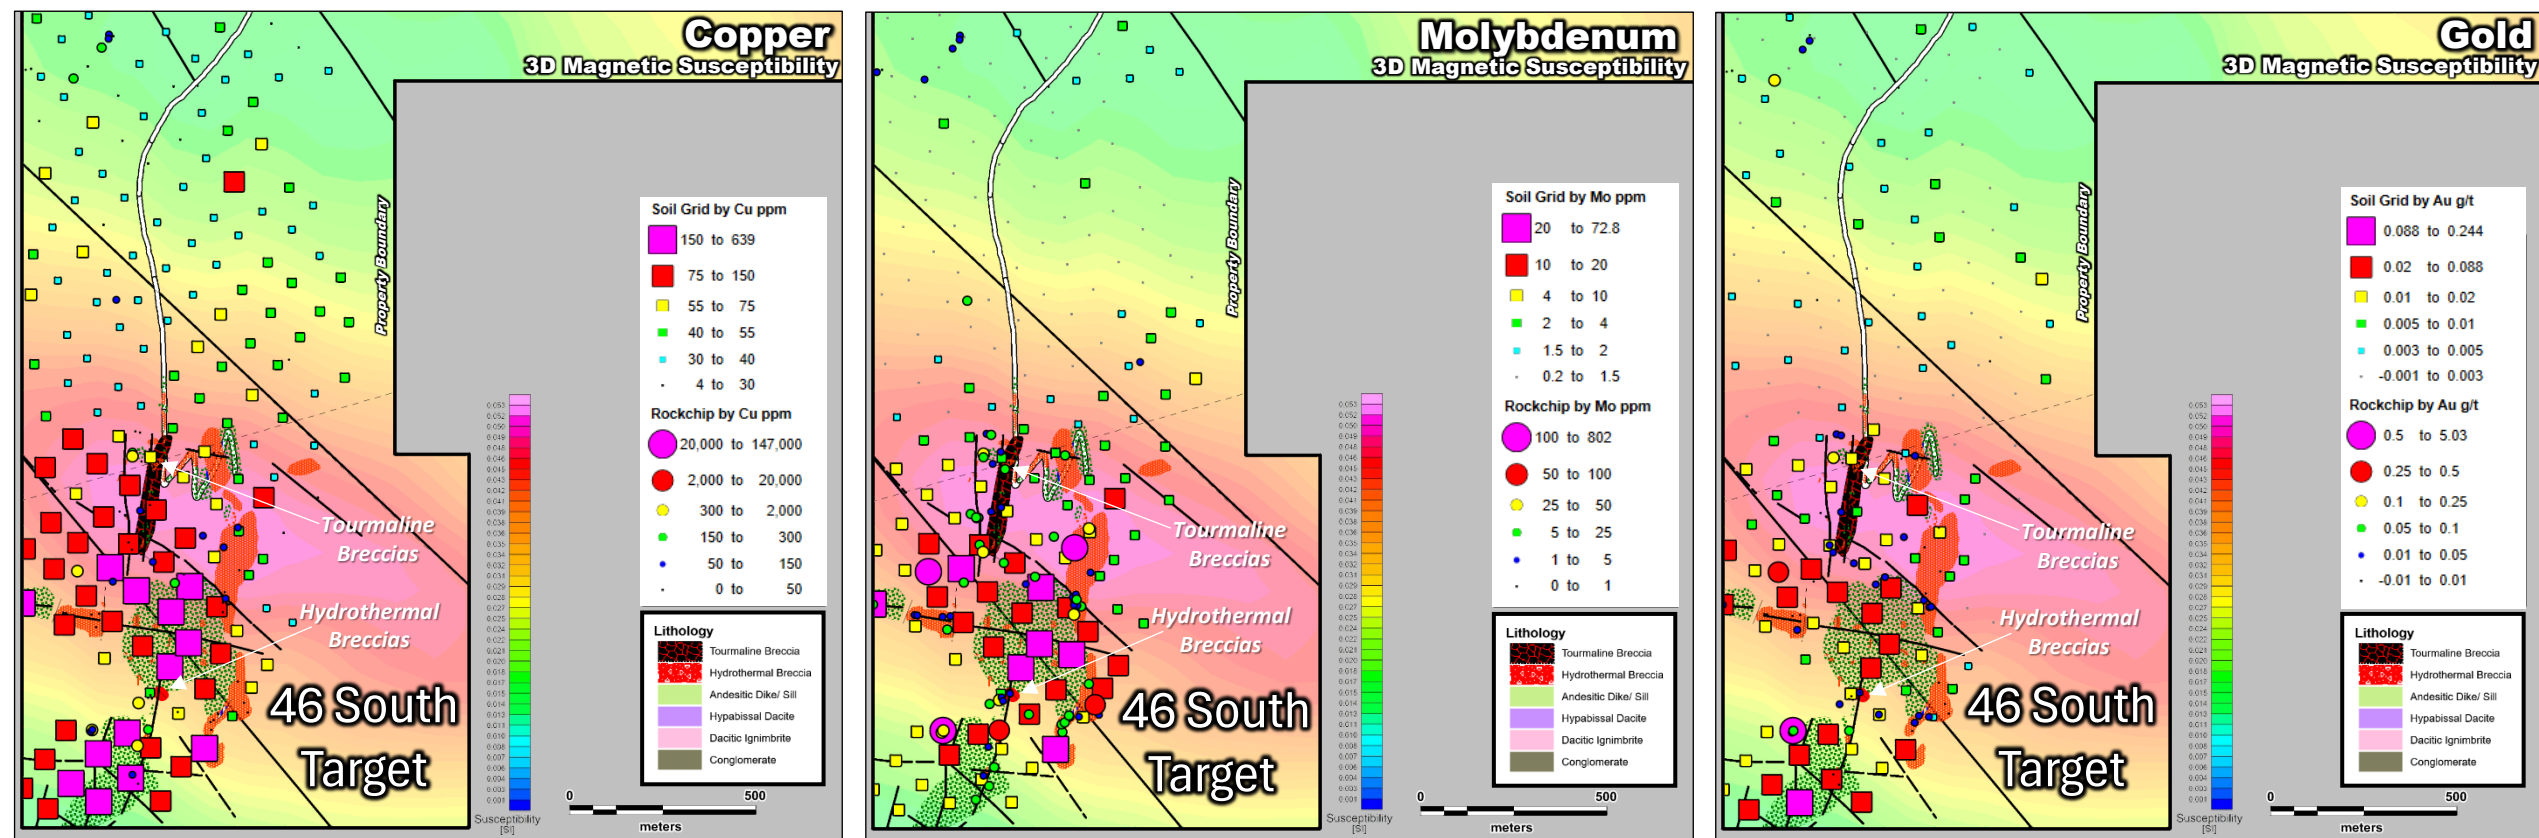 Copper
3D Magnetic Susceptibility
Property Boundary
Soil Grid by Cu ppm
150 to 639
75 to 150
55 to 75
40 to 55
30 to 40
4 to 30
Rockchip by Cu ppm
20,000 to 147,000
2,000 to 20,000
300 to 2,000
150 to 300
50 to 150
0 to 50
Lithology
Tourmaline Breccia
Hydrothermal Breccia
Andesitic Dike/ Sill
Hypabissal Dacite
Dacitic Ignimbrite
Conglomerate
Tourmaline
Breccias
Hydrothermal
Breccias
46 South
Target
Susceptibility
[SI]
0 500
meters
Molybdenum
3D Magnetic Susceptibility
Property Boundary
Soil Grid by Mo ppm
20 to 72.8
10 to 20
4 to 10
2 to 4
1.5 to 2
0.2 to 1.5
Rockchip by Mo ppm
100 to 802
50 to 100
25 to 50
5 to 25
1 to 5
0 to 1
Lithology
Tourmaline Breccia
Hydrothermal Breccia
Andesitic Dike/ Sill
Hypabissal Dacite
Dacitic Ignimbrite
Conglomerate
Tourmaline
Breccias
Hydrothermal
Breccias
46 South
Target
Susceptibility
[SI]
0 500
meters
Gold
3D Magnetic Susceptibility
Property Boundary
Soil Grid by Au g/t
0.088 to 0.244
0.02 to 0.088
0.01 to 0.02
0.005 to 0.01
0.003 to 0.005
-0.001 to 0.003
Rockchip by Au g/t
0.5 to 5.03
0.25 to 0.5
0.1 to 0.25
0.05 to 0.1
0.01 to 0.05
-0.01 to 0.01
Lithology
Tourmaline Breccia
Hydrothermal Breccia
Andesitic Dike/ Sill
Hypabissal Dacite
Dacitic Ignimbrite
Conglomerate
Tourmaline
Breccias
Hydrothermal
Breccias
46 South
Target
Susceptibility
[SI]
0 500
meters